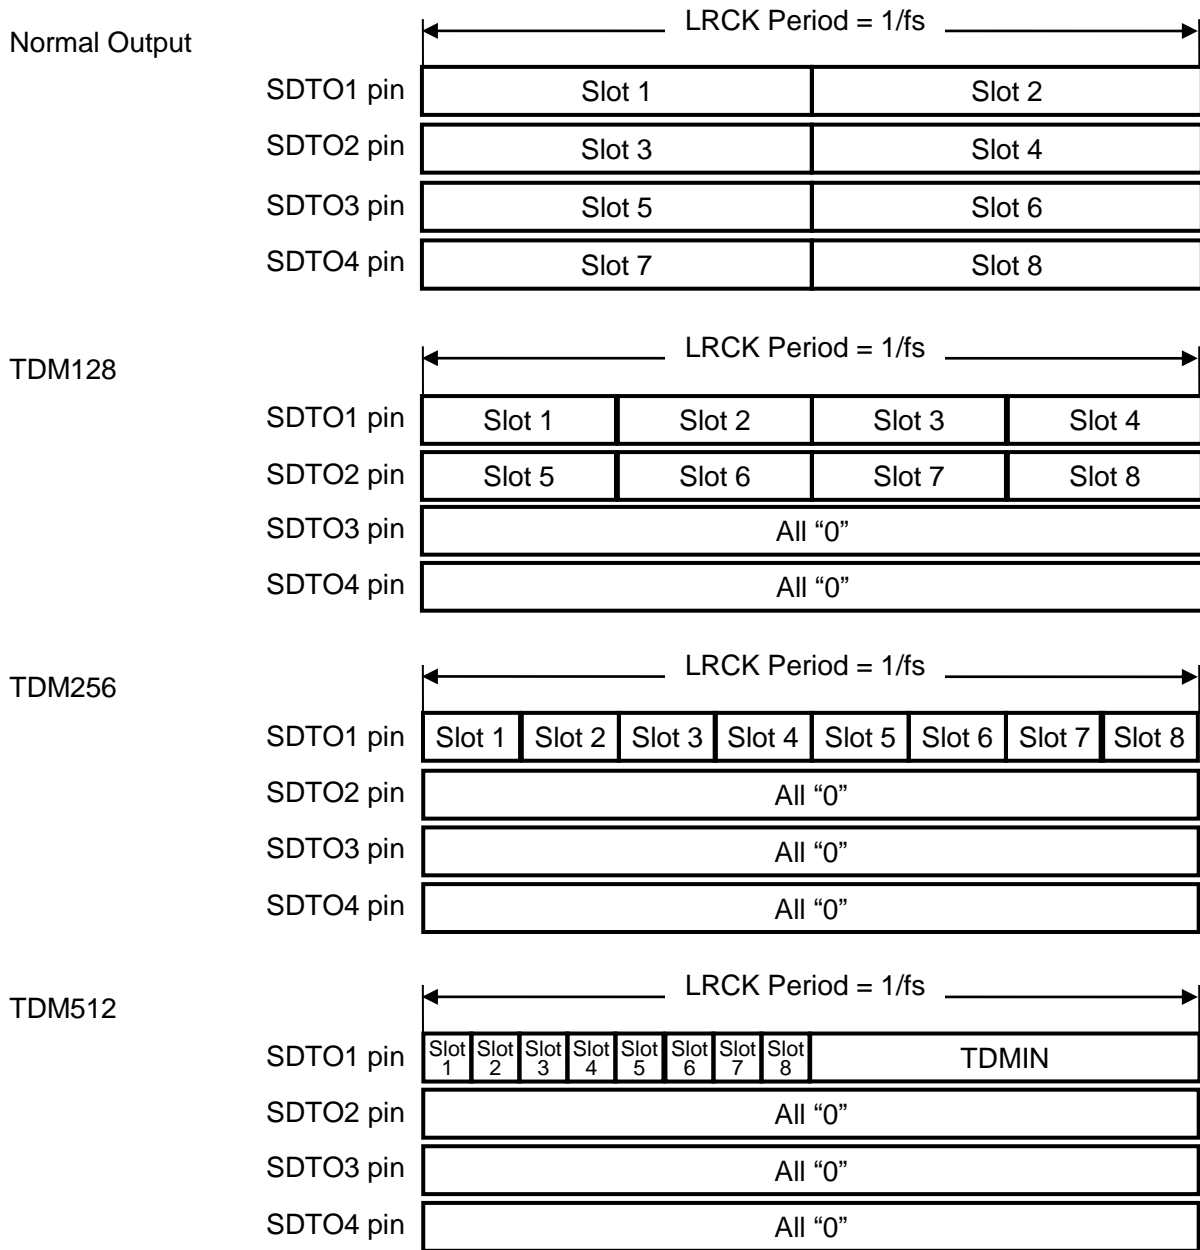 LRCK Period = 1/fs
Normal Output
SDTO1 pin Slot 1 Slot 2
SDTO2 pin Slot 3 Slot 4
SDTO3 pin Slot 5 Slot 6
SDTO4 pin Slot 7 Slot 8
LRCK Period = 1/fs
TDM128
SDTO1 pin Slot 1 Slot 2 Slot 3 Slot 4
SDTO2 pin Slot 5 Slot 6 Slot 7 Slot 8
SDTO3 pin All “0”
SDTO4 pin All “0”
LRCK Period = 1/fs
TDM256
SDTO1 pin Slot 1 Slot 2 Slot 3 Slot 4 Slot 5 Slot 6 Slot 7 Slot 8
SDTO2 pin All “0”
SDTO3 pin All “0”
SDTO4 pin All “0”
LRCK Period = 1/fs
TDM512
SDTO1 pin Slot 1 Slot 2 Slot 3 Slot 4 Slot 5 Slot 6 Slot 7 Slot 8 TDMIN
SDTO2 pin All “0”
SDTO3 pin All “0”
SDTO4 pin All “0”